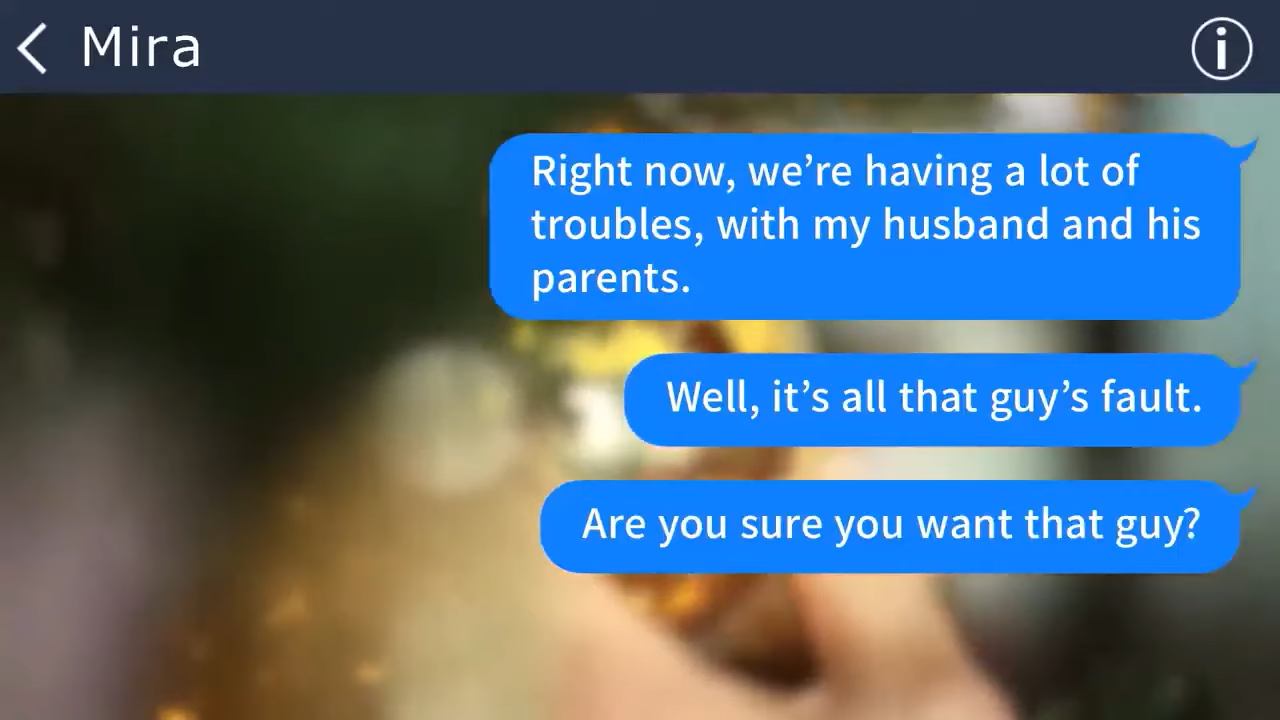 Mira
Right now, we’re having a lot of
troubles, with my husband and his
parents.
Well, it’s all that guy’s fault.
Are you sure you want that guy?